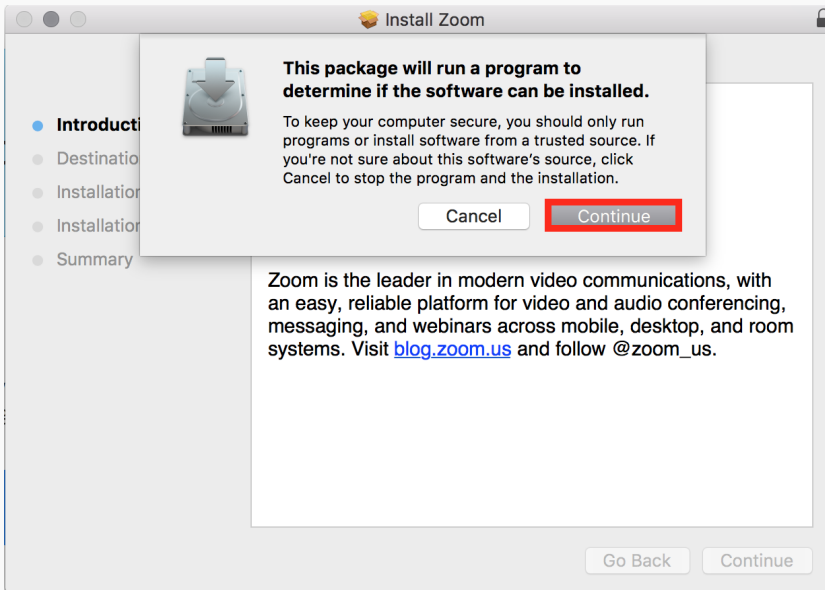 Install Zoom
This package will run a program to
determine if the software can be installed.
To keep your computer secure, you should only run
programs or install software from a trusted source. If
you're not sure about this software's source, click
Cancel to stop the program and the installation.
Cancel
Continue
Introducti
Destinatio
Installation
Installation
Summary
Zoom is the leader in modern video communications, with
an easy, reliable platform for video and audio conferencing,
messaging, and webinars across mobile, desktop, and room
systems. Visit blog.zoom.us and follow @zoom_us.
Go Back
Continue